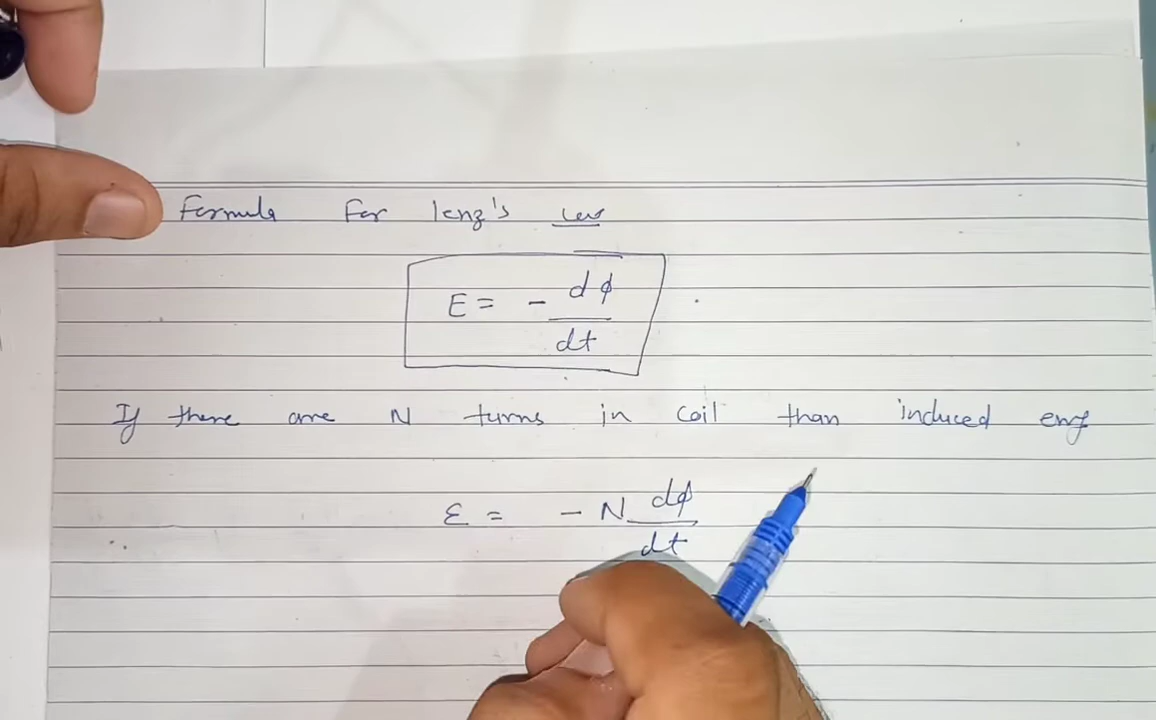 Formula For lenz's law
E = - dφ/dt
If there are N turns in coil than induced emf
ε = - N dφ/dt